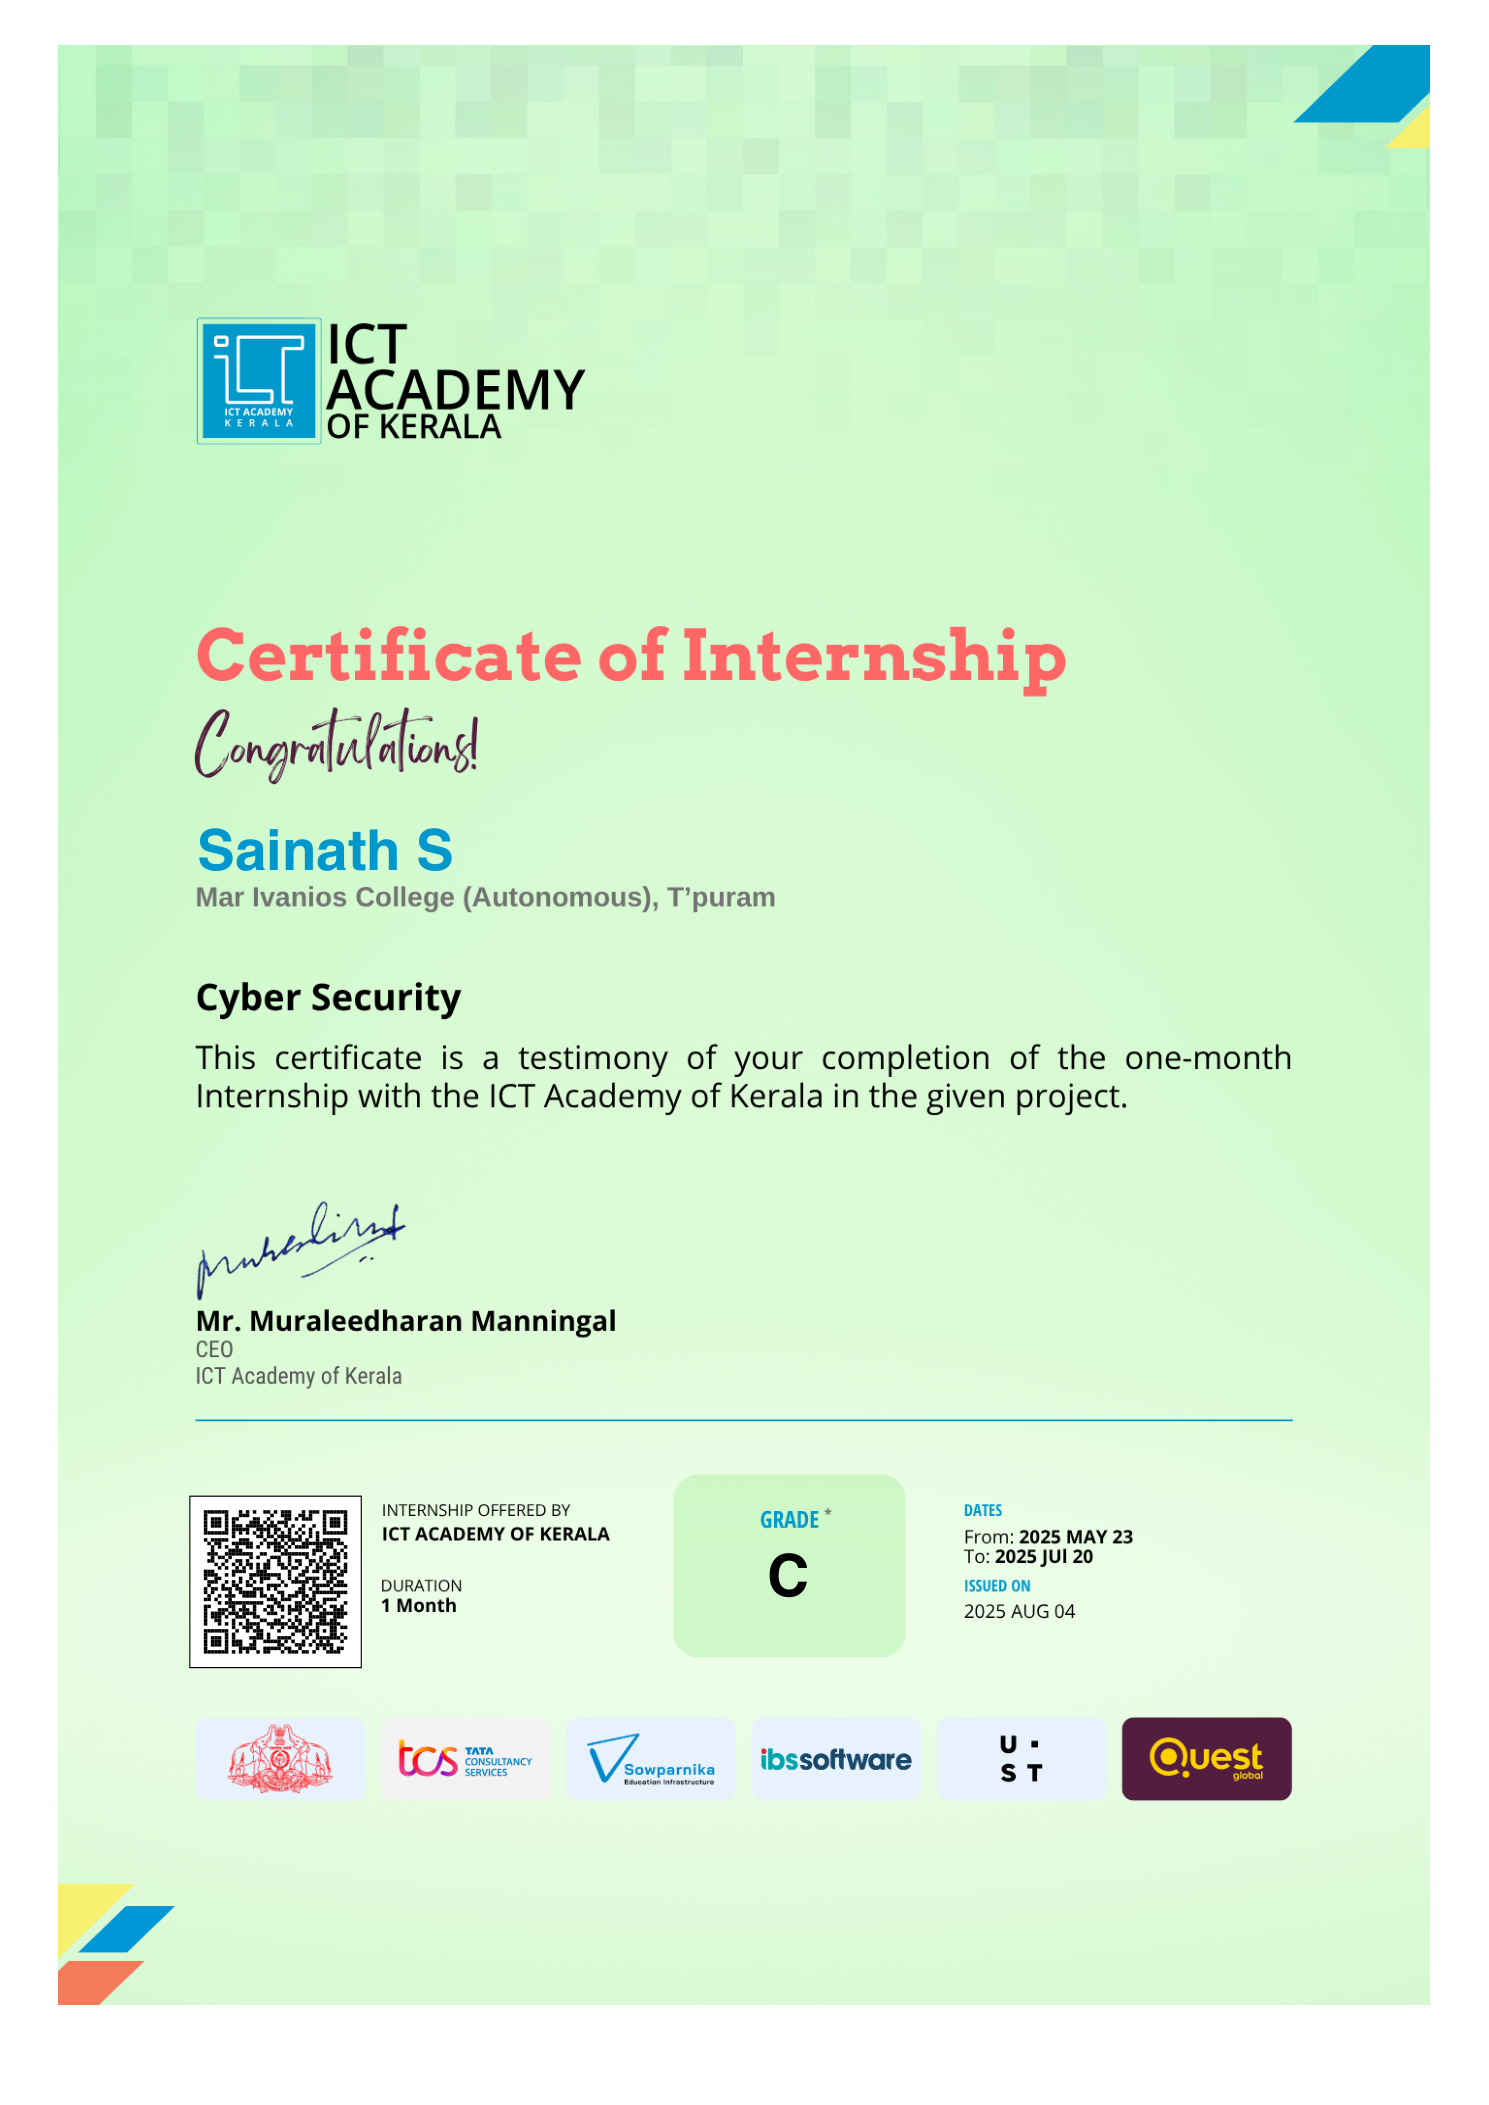 ICT ACADEMY
KERALA
ICT
ACADEMY
OF KERALA
Certificate of Internship
Congratulations!
Sainath S
Mar Ivanios College (Autonomous), T’puram
Cyber Security
This certificate is a testimony of your completion of the one-month
Internship with the ICT Academy of Kerala in the given project.
Mr. Muraleedharan Manningal
CEO
ICT Academy of Kerala
INTERNSHIP OFFERED BY
ICT ACADEMY OF KERALA
DURATION
1 Month
GRADE *
C
DATES
From: 2025 MAY 23
To: 2025 JUl 20
ISSUED ON
2025 AUG 04
tcs TATA
CONSULTANCY
SERVICES
Sowparnika
Education Infrastructure
ibssoftware
U ·
S T
Quest
global